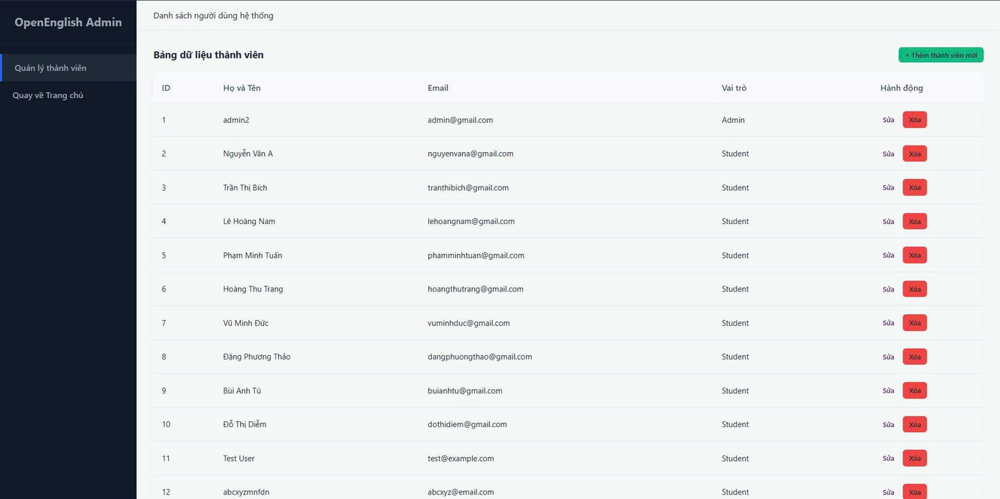 OpenEnglish Admin
Quản lý thành viên
Quay về Trang chủ
Danh sách người dùng hệ thống
Bảng dữ liệu thành viên
+ Thêm thành viên mới
ID Họ và Tên Email Vai trò Hành động
1 admin2 admin@gmail.com Admin Sửa Xóa
2 Nguyễn Văn A nguyenvana@gmail.com Student Sửa Xóa
3 Trần Thị Bích tranthibich@gmail.com Student Sửa Xóa
4 Lê Hoàng Nam lehoangnam@gmail.com Student Sửa Xóa
5 Phạm Minh Tuấn phamminhtuan@gmail.com Student Sửa Xóa
6 Hoàng Thu Trang hoangthutrang@gmail.com Student Sửa Xóa
7 Vũ Minh Đức vuminhduc@gmail.com Student Sửa Xóa
8 Đặng Phương Thảo dangphuongthao@gmail.com Student Sửa Xóa
9 Bùi Anh Tú buianhtu@gmail.com Student Sửa Xóa
10 Đỗ Thị Diễm dothidiem@gmail.com Student Sửa Xóa
11 Test User test@example.com Student Sửa Xóa
12 abcxyzmnfdn abcxyz@email.com Student Sửa Xóa